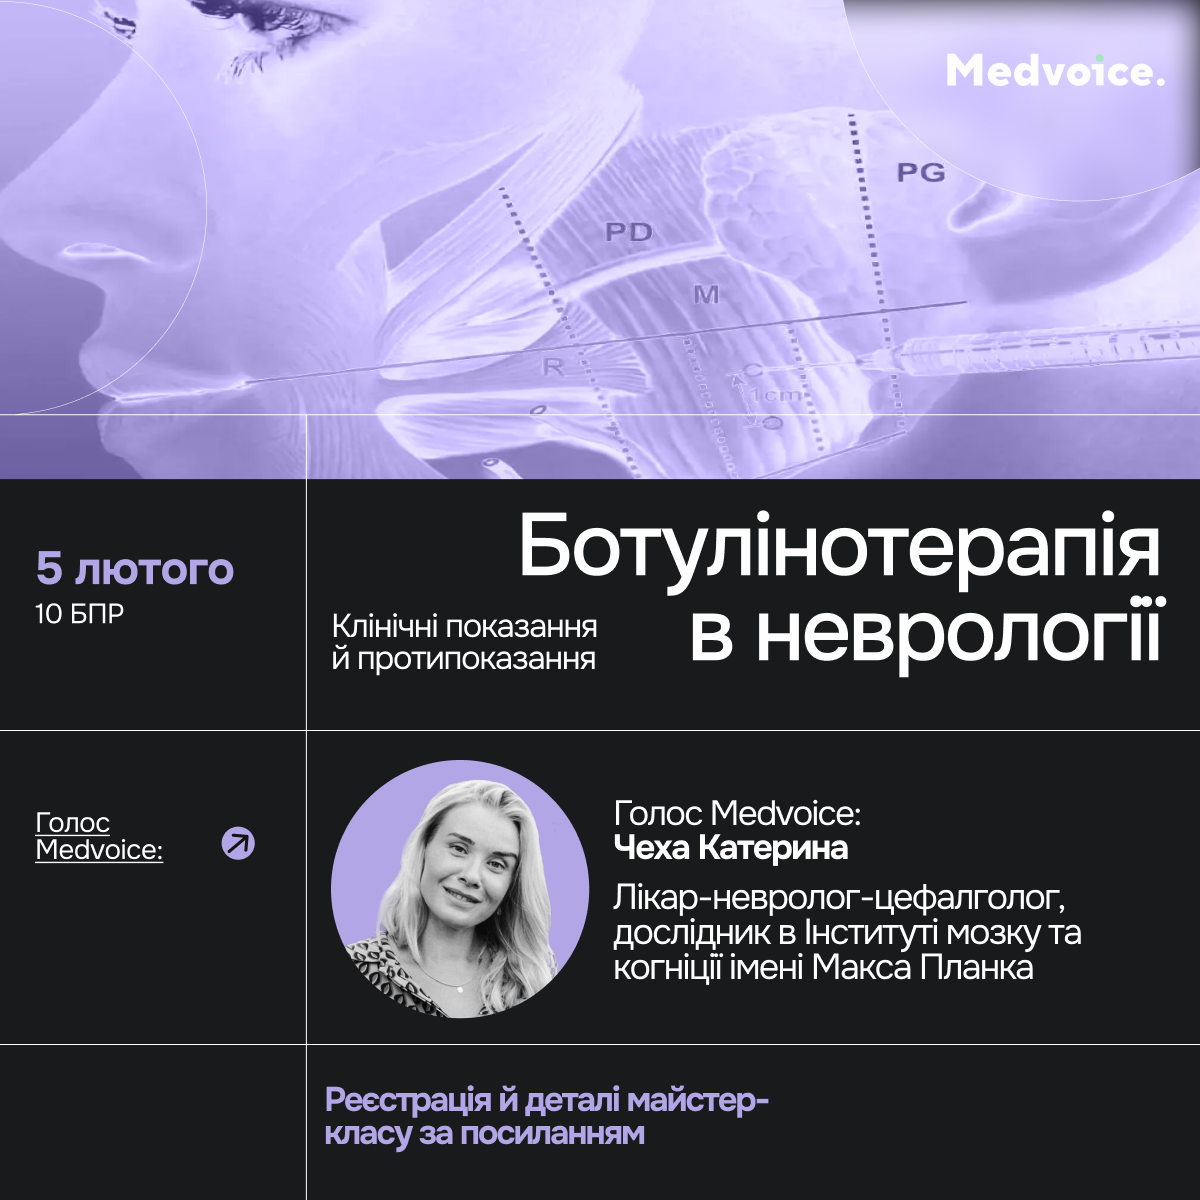 Medvoice.
PG
PD
M
R
C
1cm
O
5 лютого
10 БПР
Ботулінотерапія
в неврології
Клінічні показання
й протипоказання
Голос
Medvoice:
Голос Medvoice:
Чеха Катерина
Лікар-невролог-цефалголог,
дослідник в Інституті мозку та
когніції імені Макса Планка
Реєстрація й деталі майстер-
класу за посиланням